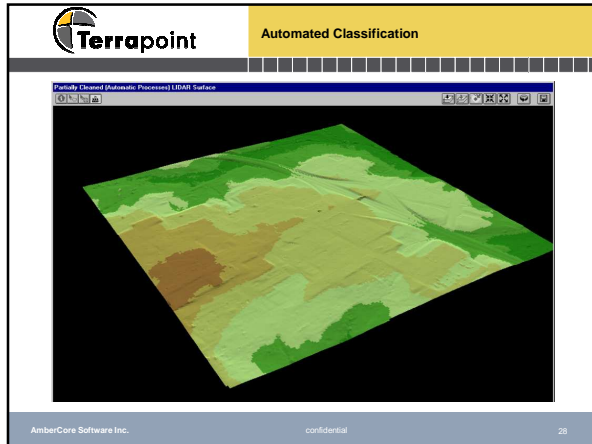 Terrapoint
Automated Classification
Partially Cleaned (Automatic Processes) LIDAR Surface
AmberCore Software Inc.
confidential
28